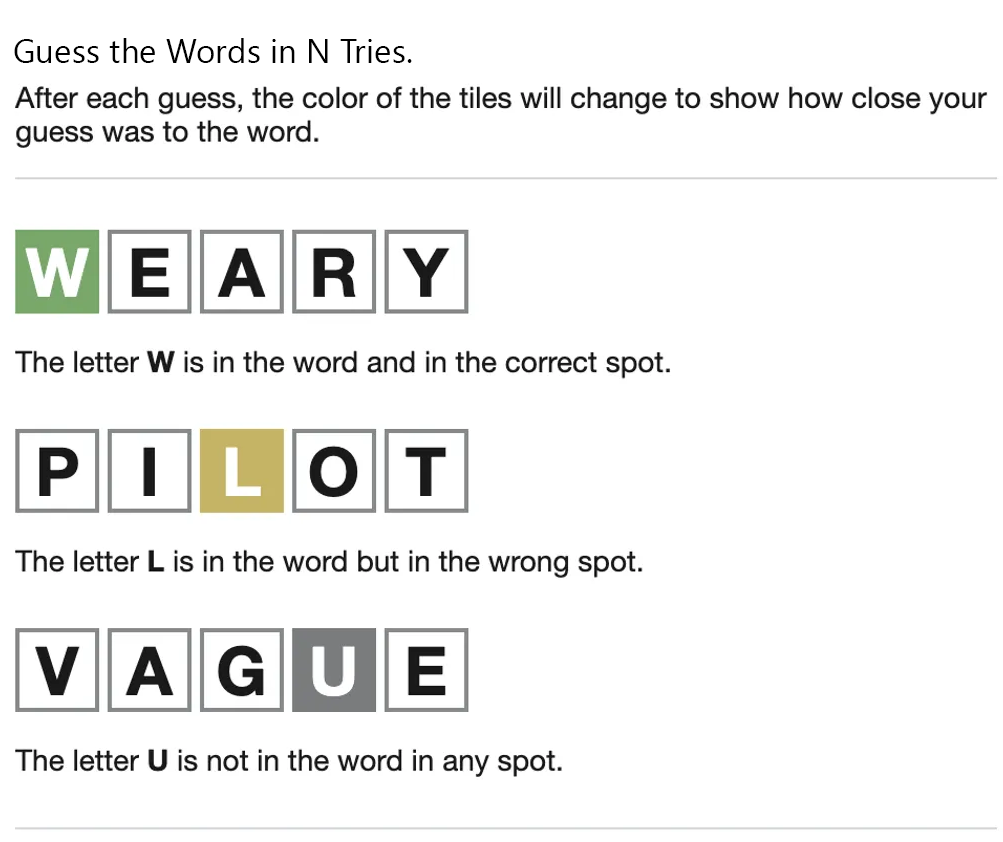 Guess the Words in N Tries.
After each guess, the color of the tiles will change to show how close your
guess was to the word.
W E A R Y
The letter W is in the word and in the correct spot.
P I L O T
The letter L is in the word but in the wrong spot.
V A G U E
The letter U is not in the word in any spot.